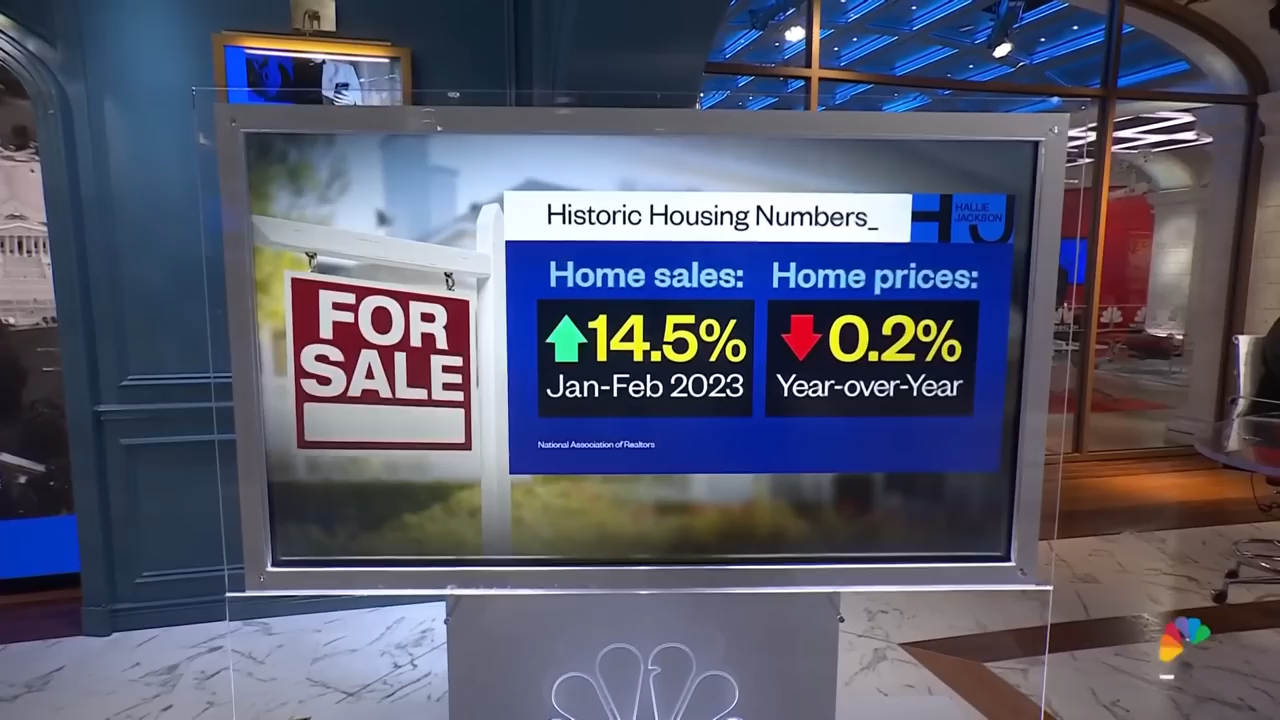 Historic Housing Numbers_
HALLIE
JACKSON
HJ
FOR
SALE
Home sales:
14.5%
Jan-Feb 2023
Home prices:
0.2%
Year-over-Year
National Association of Realtors